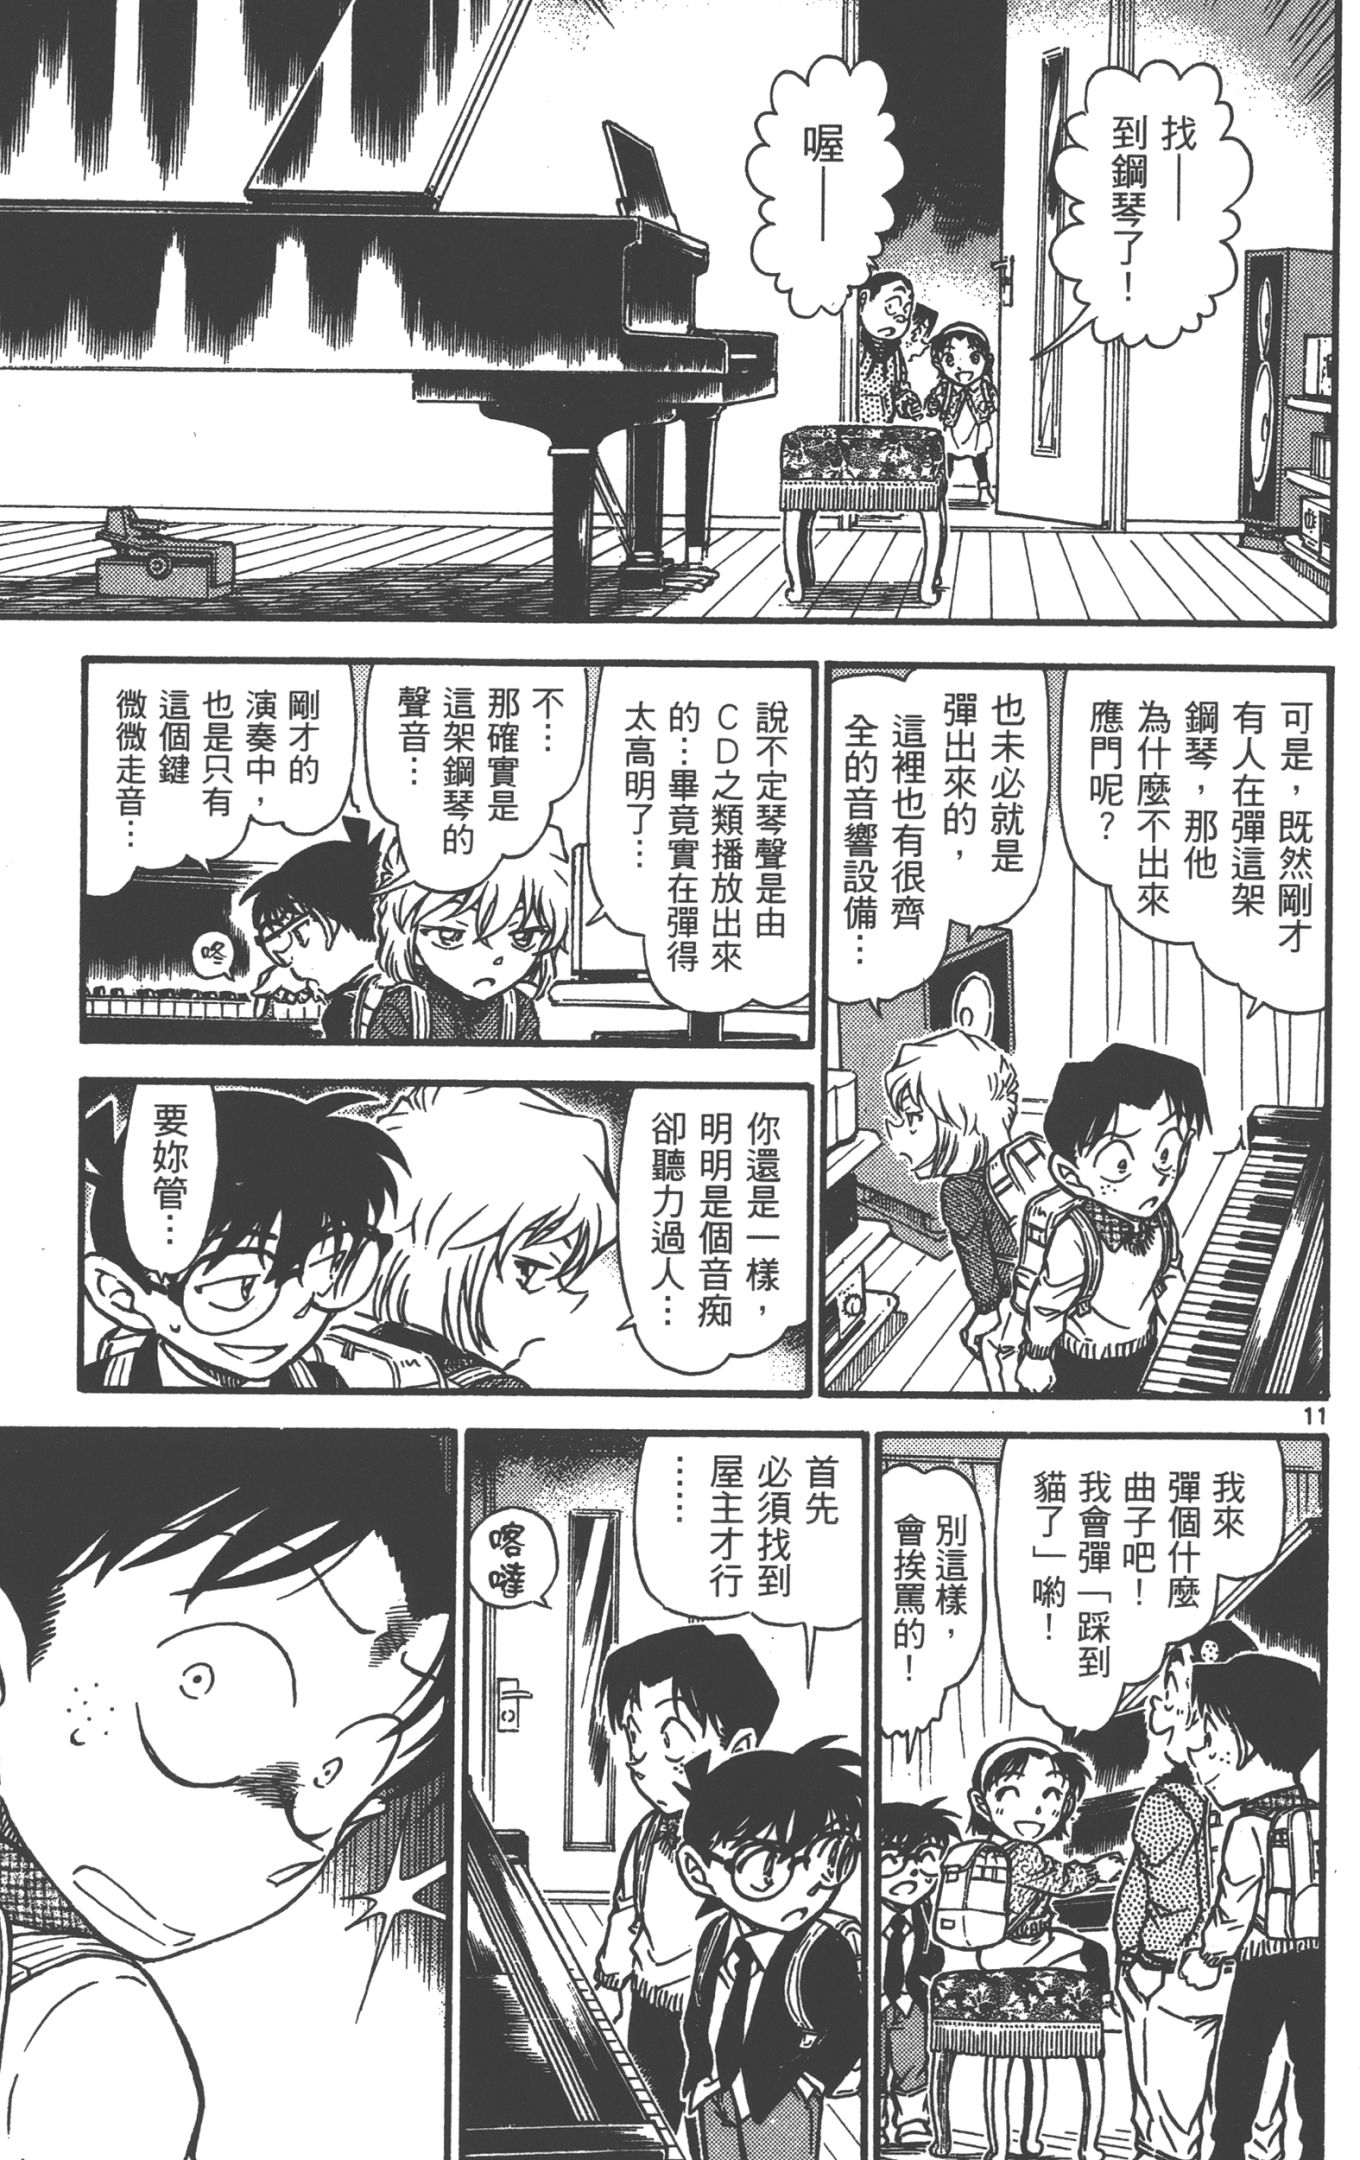 找——
到鋼琴了！
喔——
可是，既然剛才
有人在彈這架
鋼琴，那他
為什麼不出來
應門呢？
也未必就是
彈出來的，
這裡也有很齊
全的音響設備…
說不定琴聲是由
CD之類播放出來
的…畢竟實在彈得
太高明了…
不…
那確實是
這架鋼琴的
聲音…
剛才的
演奏中，
也是只有
這個鍵
微微走音…
咚
你還是一樣，
明明是個音痴
卻聽力過人…
要妳管…
11
我來
彈個什麼
曲子吧！
我會彈「踩到
貓了」喲！
別這樣，
會挨罵的！
首先
必須找到
屋主才行
……
喀噠